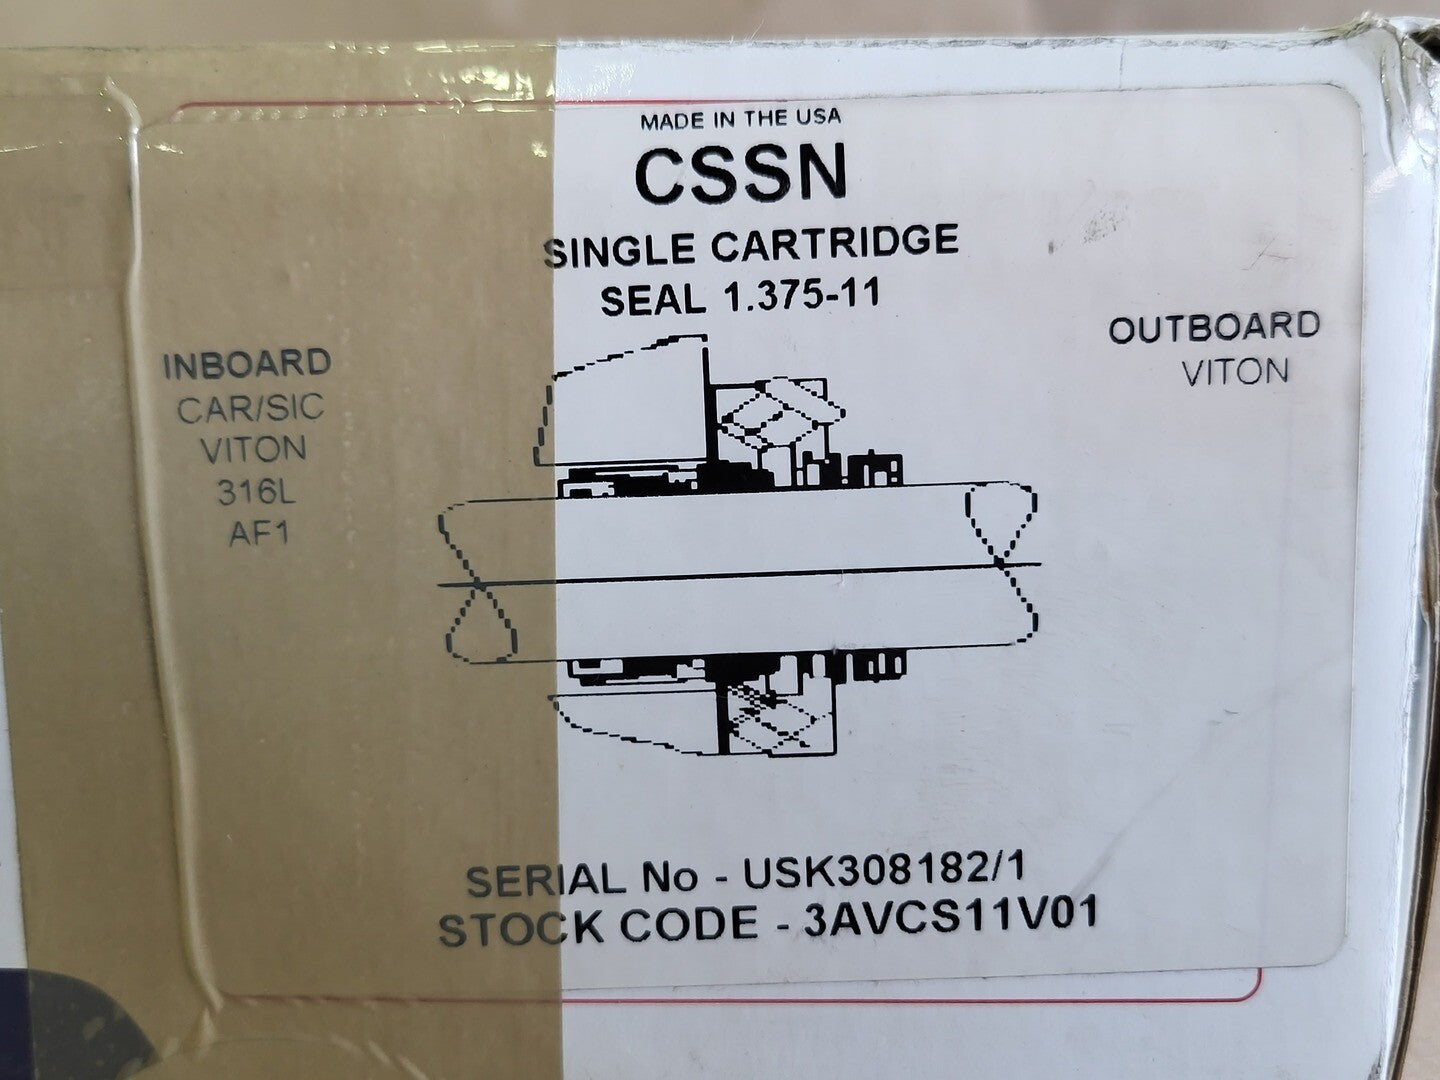 MADE IN THE USA
CSSN
SINGLE CARTRIDGE
SEAL 1.375-11
INBOARD
CAR/SIC
VITON
316L
AF1
OUTBOARD
VITON
SERIAL No - USK308182/1
STOCK CODE - 3AVCS11V01